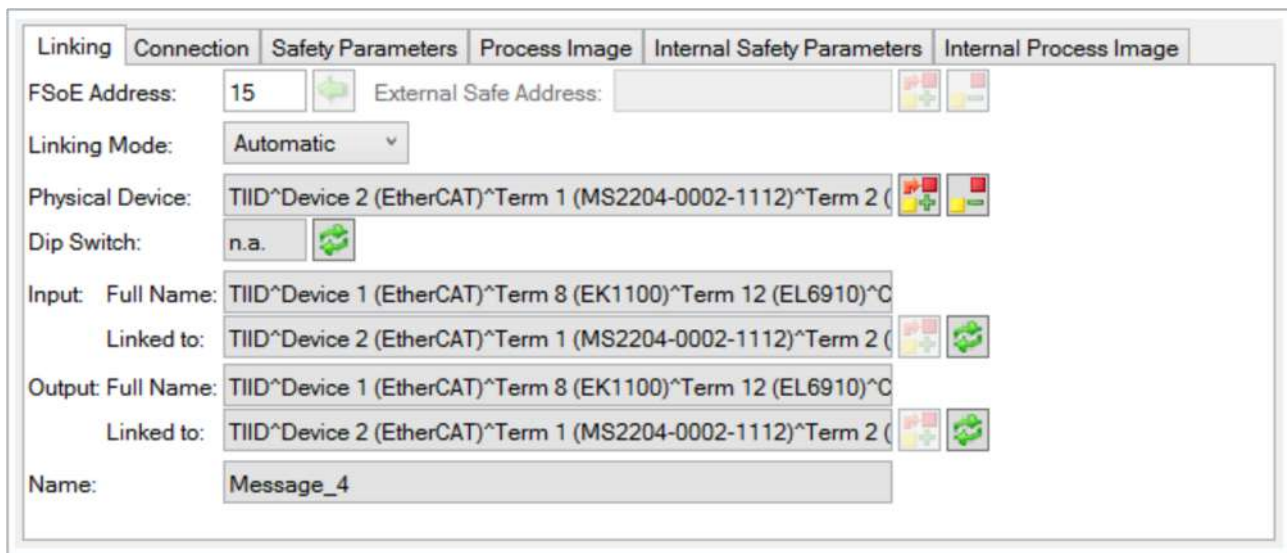 Linking Connection Safety Parameters Process Image Internal Safety Parameters Internal Process Image
FSoE Address: 15 External Safe Address:
Linking Mode: Automatic
Physical Device: TIID^Device 2 (EtherCAT)^Term 1 (MS2204-0002-1112)^Term 2 (
Dip Switch: n.a.
Input: Full Name: TIID^Device 1 (EtherCAT)^Term 8 (EK1100)^Term 12 (EL6910)^C
Linked to: TIID^Device 2 (EtherCAT)^Term 1 (MS2204-0002-1112)^Term 2 (
Output: Full Name: TIID^Device 1 (EtherCAT)^Term 8 (EK1100)^Term 12 (EL6910)^C
Linked to: TIID^Device 2 (EtherCAT)^Term 1 (MS2204-0002-1112)^Term 2 (
Name: Message_4